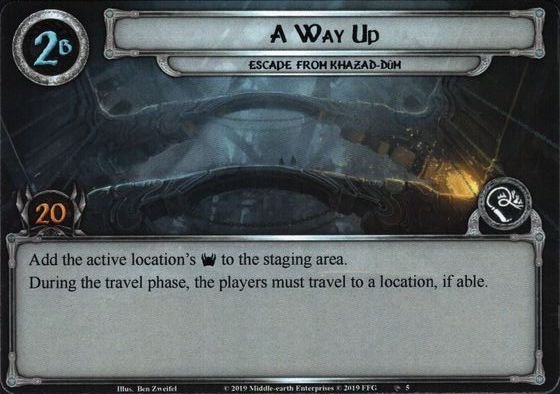 2B
A Way Up
Escape from Khazad-dûm
20
Add the active location's to the staging area.
During the travel phase, the players must travel to a location, if able.
Illus. Ben Zweifel © 2019 Middle-earth Enterprises © 2019 FFG 5